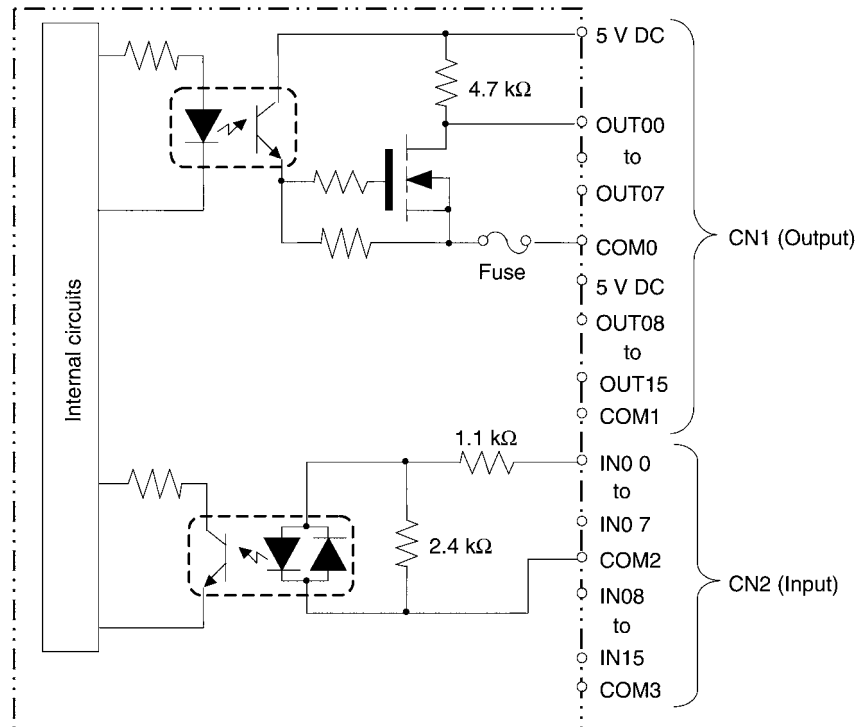 5 V DC
4.7 kΩ
OUT00
to
OUT07
COM0
Fuse
CN1 (Output)
5 V DC
OUT08
to
OUT15
COM1
Internal circuits
1.1 kΩ
IN0 0
to
IN0 7
2.4 kΩ
COM2
CN2 (Input)
IN08
to
IN15
COM3